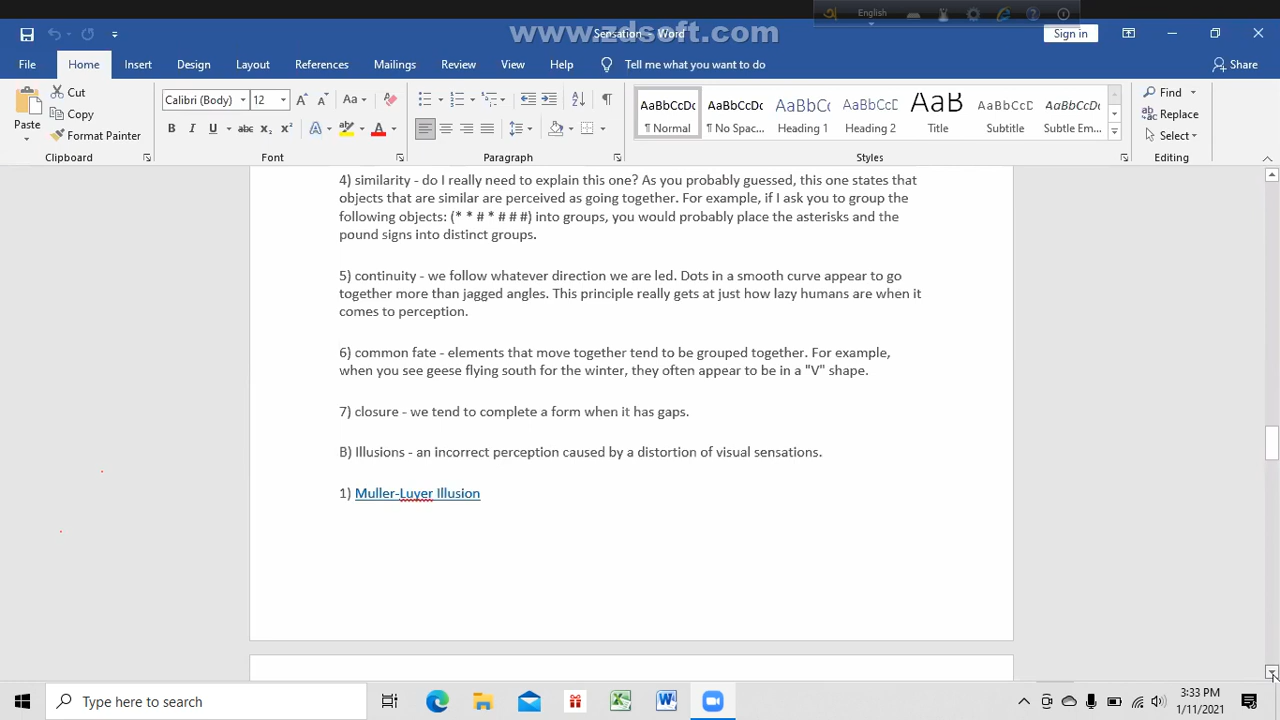 English
www.zdsoft.com
Sensation - Word
Sign in
File
Home
Insert
Design
Layout
References
Mailings
Review
View
Help
Tell me what you want to do
Share
Paste
Cut
Copy
Format Painter
Clipboard
Calibri (Body)
12
Font
Paragraph
AaBbCcDc
¶ Normal
AaBbCcDc
¶ No Spac...
AaBbCc
Heading 1
AaBbCcD
Heading 2
AaB
Title
AaBbCcD
Subtitle
AaBbCcDc
Subtle Em...
Styles
Find
Replace
Select
Editing
4) similarity - do I really need to explain this one? As you probably guessed, this one states that
objects that are similar are perceived as going together. For example, if I ask you to group the
following objects: (* * # * # # #) into groups, you would probably place the asterisks and the
pound signs into distinct groups.
5) continuity - we follow whatever direction we are led. Dots in a smooth curve appear to go
together more than jagged angles. This principle really gets at just how lazy humans are when it
comes to perception.
6) common fate - elements that move together tend to be grouped together. For example,
when you see geese flying south for the winter, they often appear to be in a "V" shape.
7) closure - we tend to complete a form when it has gaps.
B) Illusions - an incorrect perception caused by a distortion of visual sensations.
1) Muller-Luyer Illusion
Type here to search
3:33 PM
1/11/2021